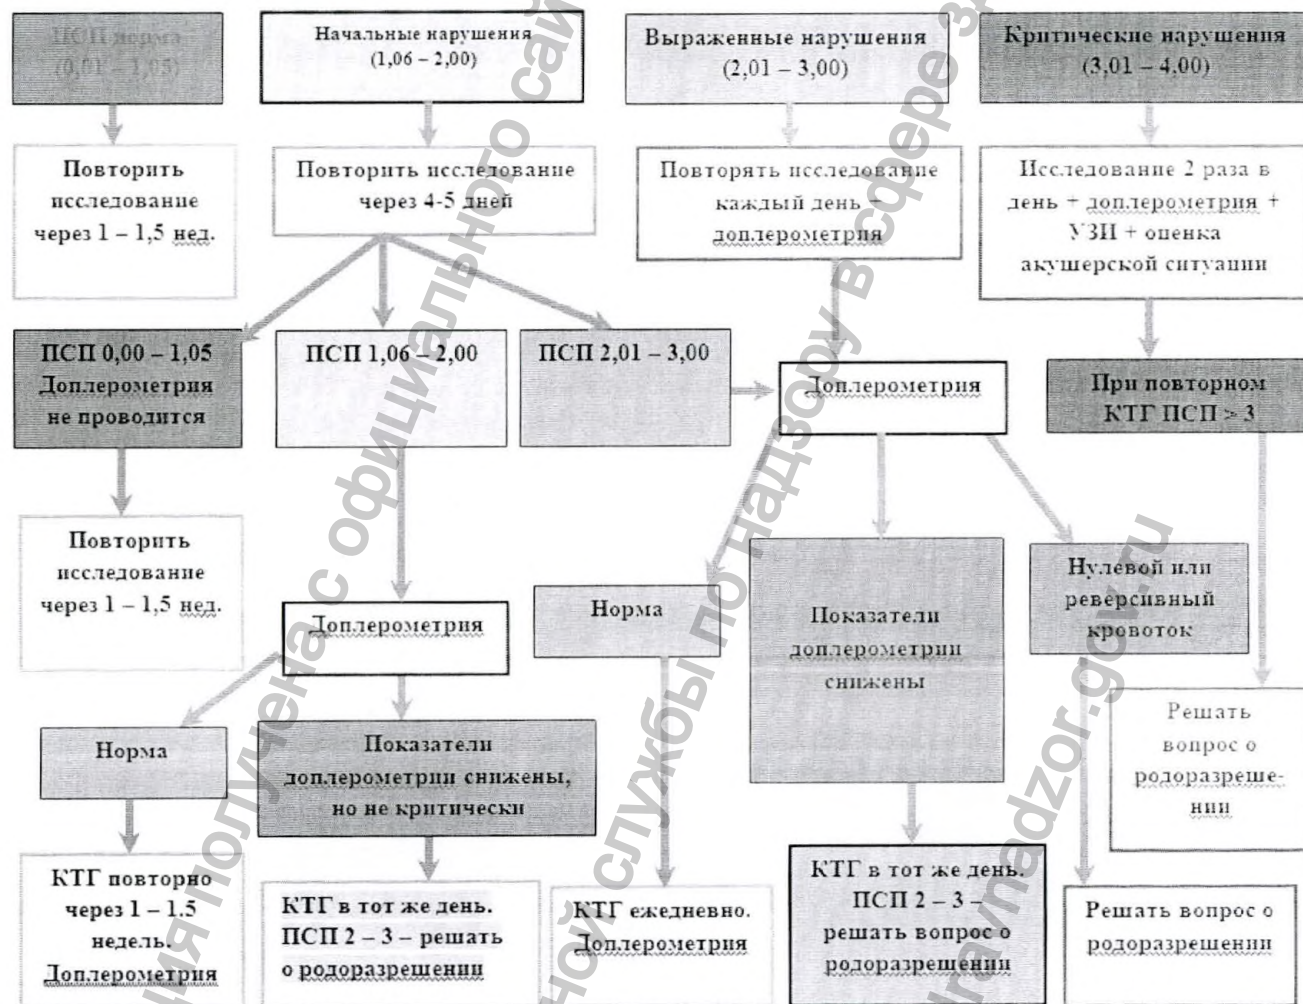 ПСП норма
(0,01 – 1,05)
Начальные нарушения
(1,06 – 2,00)
Выраженные нарушения
(2,01 – 3,00)
Критические нарушения
(3,01 – 4,00)
Повторить
исследование
через 1 – 1,5 нед.
Повторить исследование
через 4-5 дней
Повторять исследование
каждый день +
доплерометрия
Исследование 2 раза в
день + доплерометрия +
УЗИ + оценка
акушерской ситуации
ПСП 0,00 – 1,05
Доплерометрия
не проводится
ПСП 1,06 – 2,00
ПСП 2,01 – 3,00
Доплерометрия
При повторном
КТГ ПСП > 3
Повторить
исследование
через 1 – 1,5 нед.
Доплерометрия
Норма
Показатели
доплерометрии
снижены
Нулевой или
реверсивный
кровоток
Норма
Показатели
доплерометрии снижены,
но не критически
Решать
вопрос о
родоразреше-
нии
КТГ повторно
через 1 – 1.5
недель.
Доплерометрия
КТГ в тот же день.
ПСП 2 – 3 – решать
о родоразрешении
КТГ ежедневно.
Доплерометрия
КТГ в тот же день.
ПСП 2 – 3 –
решать вопрос о
родоразрешении
Решать вопрос о
родоразрешении
получена с официального
службы по надзору в сфере